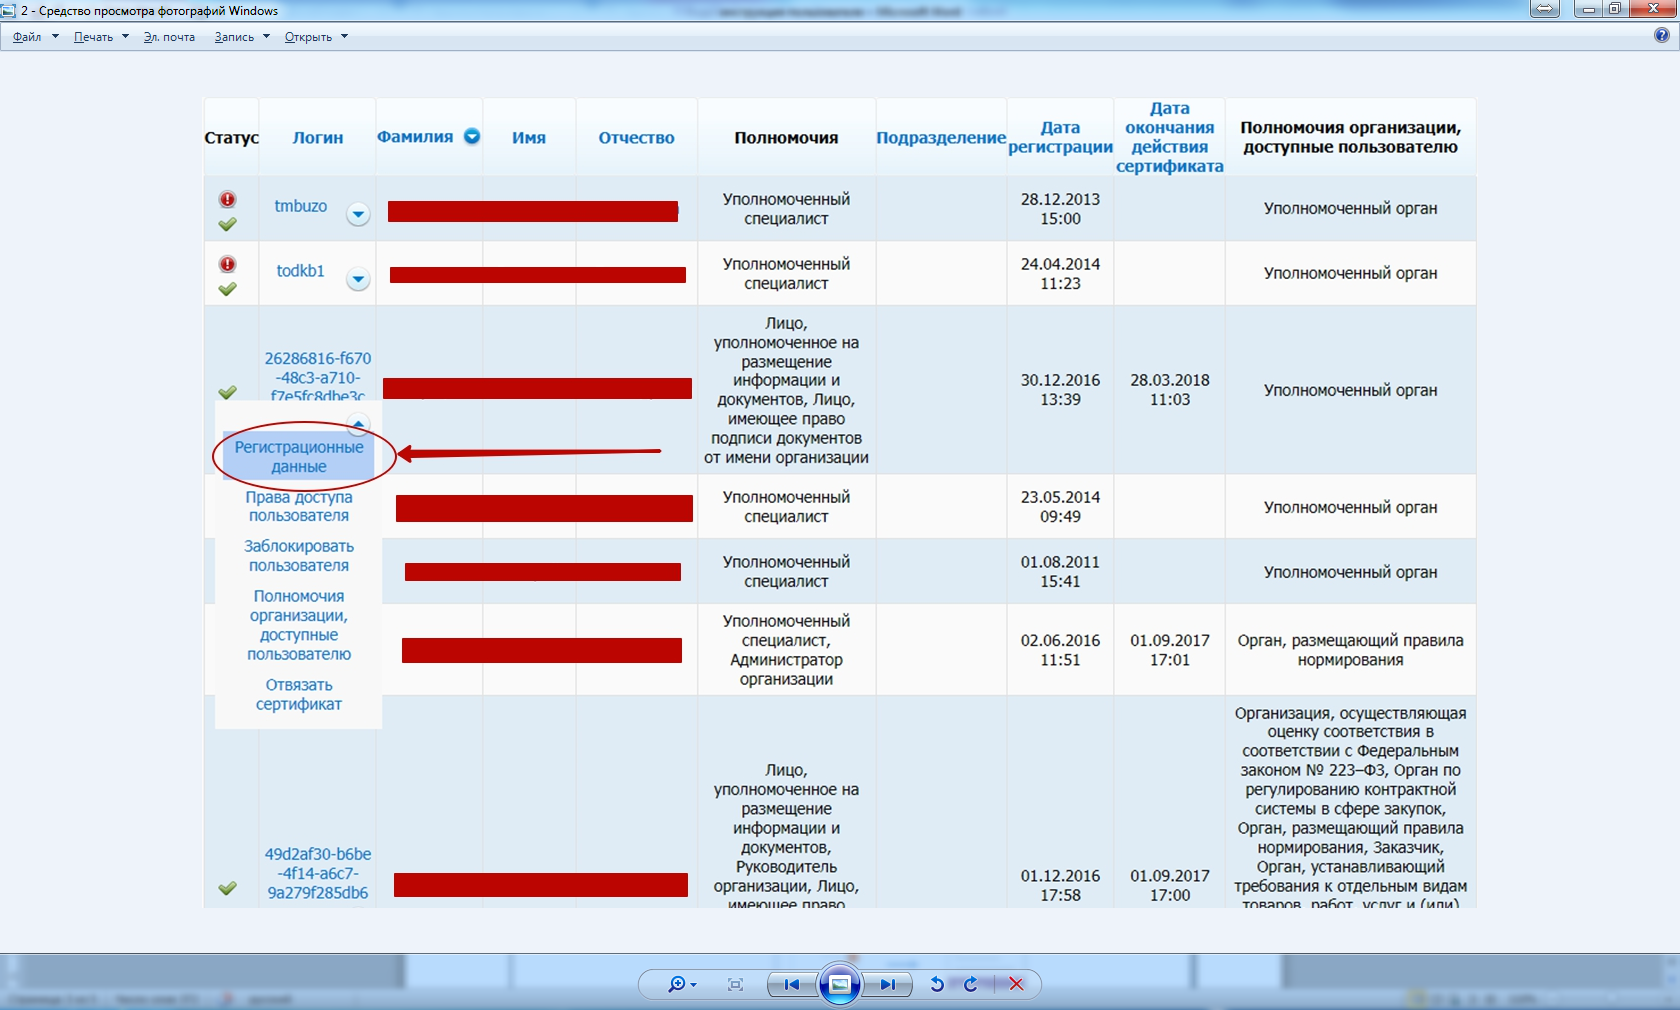 2 - Средство просмотра фотографий Windows
Файл Печать Эл. почта Запись Открыть
Статус Логин Фамилия Имя Отчество Полномочия Подразделение Дата регистрации Дата окончания действия сертификата Полномочия организации, доступные пользователю
tmbuzo
Уполномоченный
специалист
28.12.2013
15:00
Уполномоченный орган
todkb1
Уполномоченный
специалист
24.04.2014
11:23
Уполномоченный орган
26286816-f670
-48c3-a710-
f7e5fc8dbe3c
Лицо,
уполномоченное на
размещение
информации и
документов, Лицо,
имеющее право
подписи документов
от имени организации
30.12.2016
13:39
28.03.2018
11:03
Уполномоченный орган
Регистрационные
данные
Права доступа
пользователя
Заблокировать
пользователя
Полномочия
организации,
доступные
пользователю
Отвязать
сертификат
Уполномоченный
специалист
23.05.2014
09:49
Уполномоченный орган
Уполномоченный
специалист
01.08.2011
15:41
Уполномоченный орган
Уполномоченный
специалист,
Администратор
организации
02.06.2016
11:51
01.09.2017
17:01
Орган, размещающий правила
нормирования
49d2af30-b6be
-4f14-a6c7-
9a279f285db6
Лицо,
уполномоченное на
размещение
информации и
документов,
Руководитель
организации, Лицо,
имеющее право
01.12.2016
17:58
01.09.2017
17:00
Организация, осуществляющая
оценку соответствия в
соответствии с Федеральным
законом № 223–ФЗ, Орган по
регулированию контрактной
системы в сфере закупок,
Орган, размещающий правила
нормирования, Заказчик,
Орган, устанавливающий
требования к отдельным видам
товаров, работ, услуг и (или)